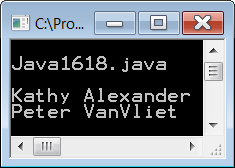 C:\Pro...
Java1618.java
Kathy Alexander
Peter VanVliet